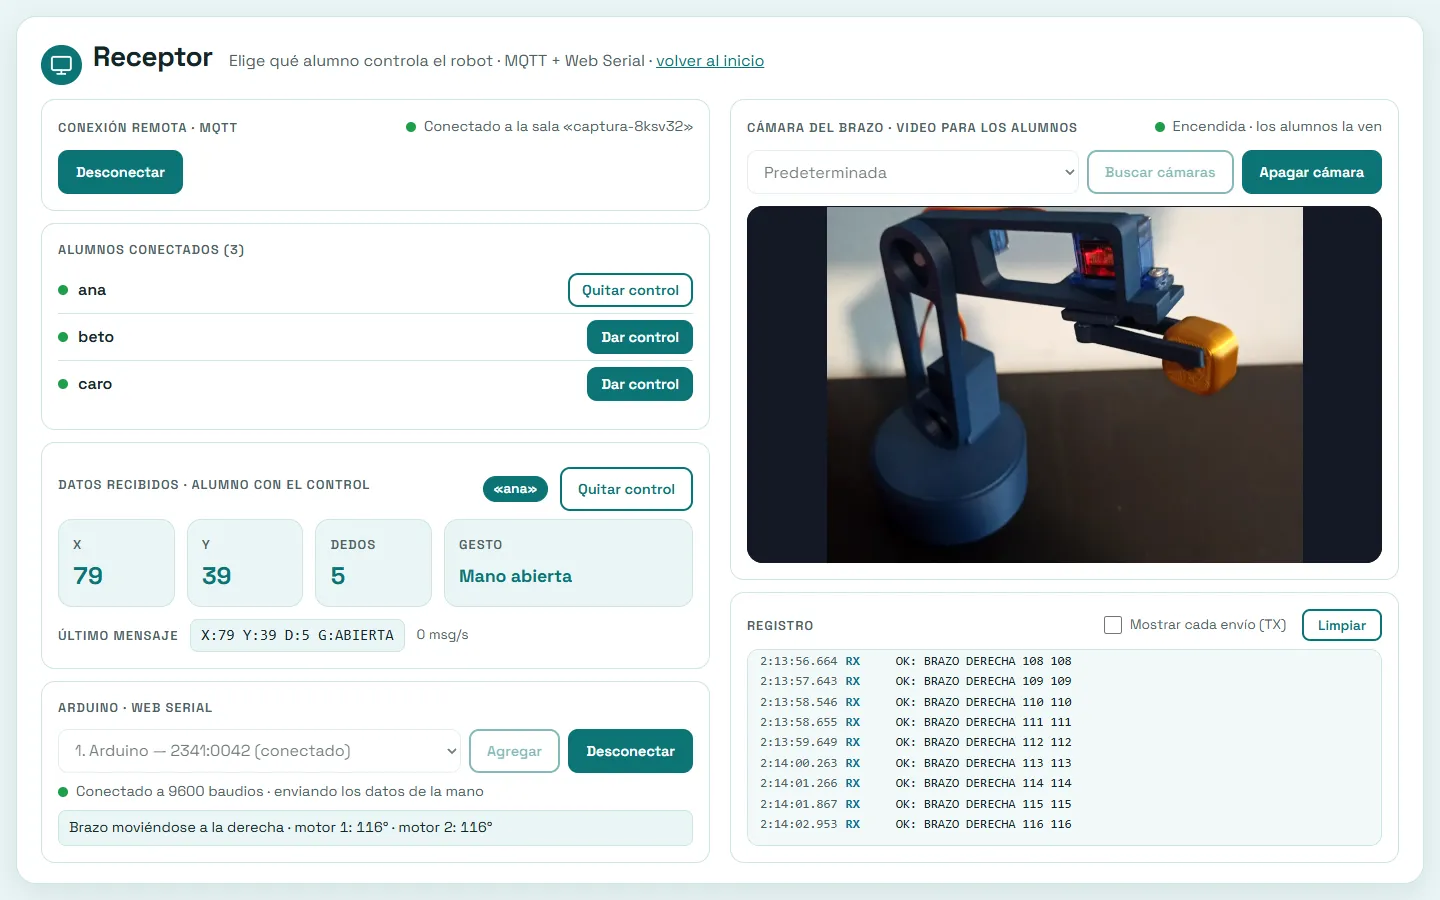 Receptor
Elige qué alumno controla el robot · MQTT + Web Serial · volver al inicio
CONEXIÓN REMOTA · MQTT
Conectado a la sala «captura-8ksv32»
Desconectar
ALUMNOS CONECTADOS (3)
ana
Quitar control
beto
Dar control
caro
Dar control
DATOS RECIBIDOS · ALUMNO CON EL CONTROL
«ana»
Quitar control
X
79
Y
39
DEDOS
5
GESTO
Mano abierta
ÚLTIMO MENSAJE
X:79 Y:39 D:5 G:ABIERTA
0 msg/s
ARDUINO · WEB SERIAL
1. Arduino — 2341:0042 (conectado)
Agregar
Desconectar
Conectado a 9600 baudios · enviando los datos de la mano
Brazo moviéndose a la derecha · motor 1: 116° · motor 2: 116°
CÁMARA DEL BRAZO · VIDEO PARA LOS ALUMNOS
Encendida · los alumnos la ven
Predeterminada
Buscar cámaras
Apagar cámara
REGISTRO
Mostrar cada envío (TX)
Limpiar
2:13:56.664 RX OK: BRAZO DERECHA 108 108
2:13:57.643 RX OK: BRAZO DERECHA 109 109
2:13:58.546 RX OK: BRAZO DERECHA 110 110
2:13:58.655 RX OK: BRAZO DERECHA 111 111
2:13:59.649 RX OK: BRAZO DERECHA 112 112
2:14:00.263 RX OK: BRAZO DERECHA 113 113
2:14:01.266 RX OK: BRAZO DERECHA 114 114
2:14:01.867 RX OK: BRAZO DERECHA 115 115
2:14:02.953 RX OK: BRAZO DERECHA 116 116